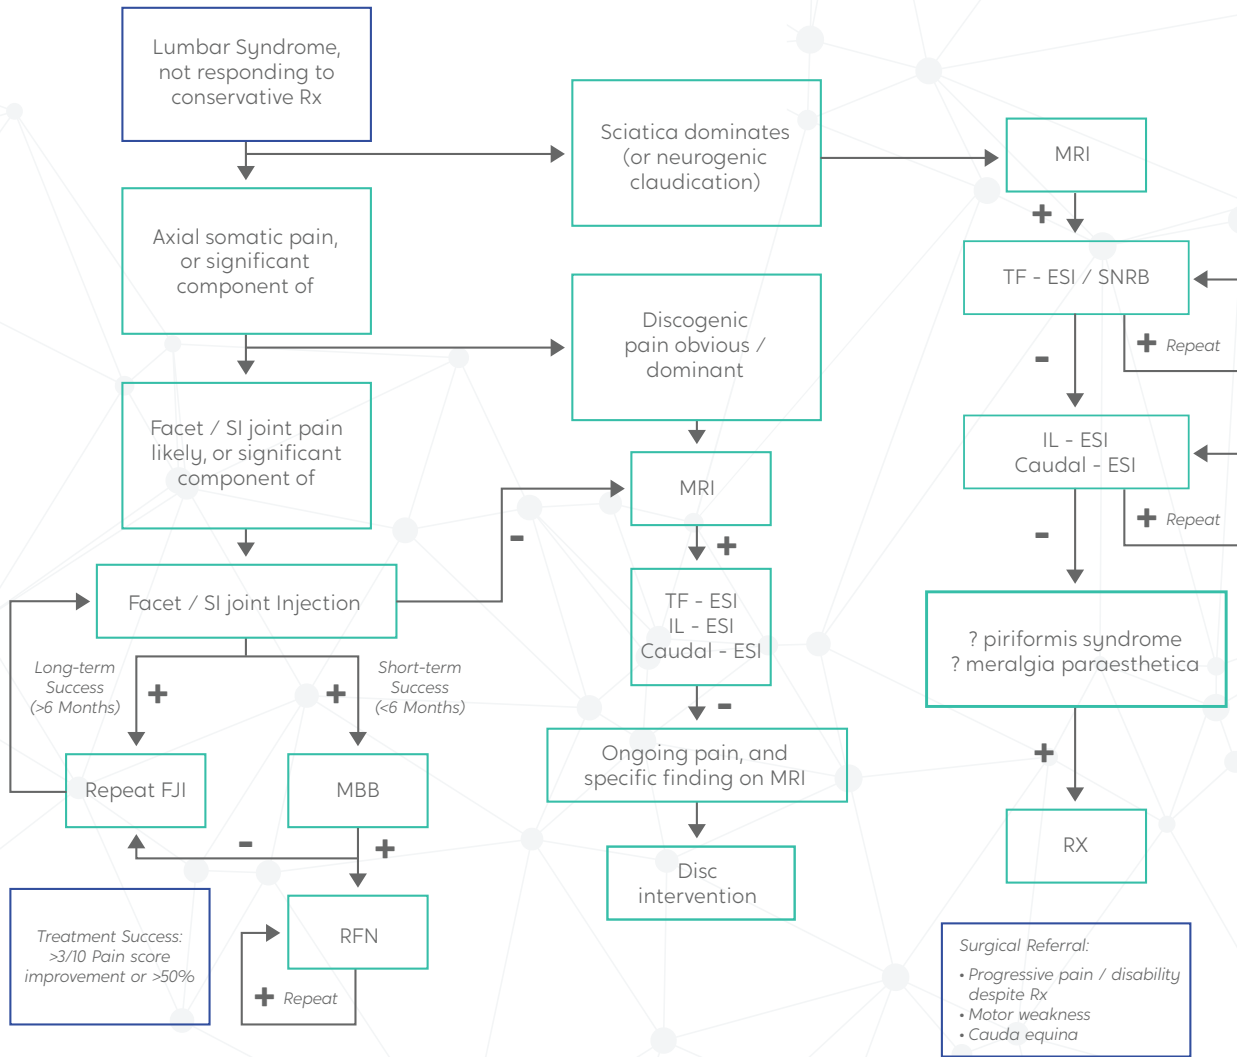 Lumbar Syndrome,
not responding to
conservative Rx
Sciatica dominates
(or neurogenic
claudication)
MRI
+
Axial somatic pain,
or significant
component of
TF - ESI / SNRB
+ Repeat
-
Discogenic
pain obvious /
dominant
Facet / SI joint pain
likely, or significant
component of
IL - ESI
Caudal - ESI
+ Repeat
-
MRI
-
+
Facet / SI joint Injection
TF - ESI
IL - ESI
Caudal - ESI
-
? piriformis syndrome
? meralgia paraesthetica
+
Long-term
Success
(>6 Months)
+
+
Short-term
Success
(<6 Months)
Repeat FJI
MBB
-
+
Ongoing pain, and
specific finding on MRI
Disc
intervention
RX
RFN
+ Repeat
Treatment Success:
>3/10 Pain score
improvement or >50%
Surgical Referral:
• Progressive pain / disability
despite Rx
• Motor weakness
• Cauda equina